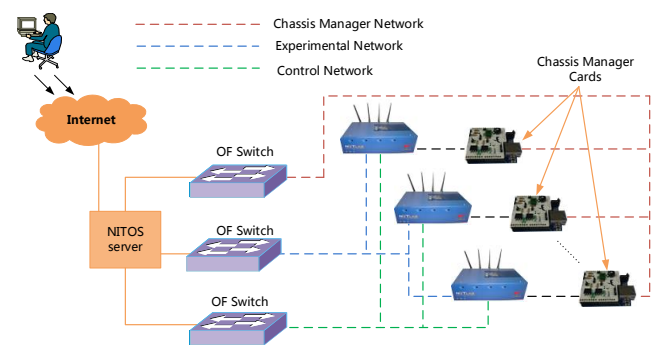 Chassis Manager Network
Experimental Network
Control Network
Chassis Manager
Cards
Internet
OF Switch
NITOS
server
OF Switch
OF Switch